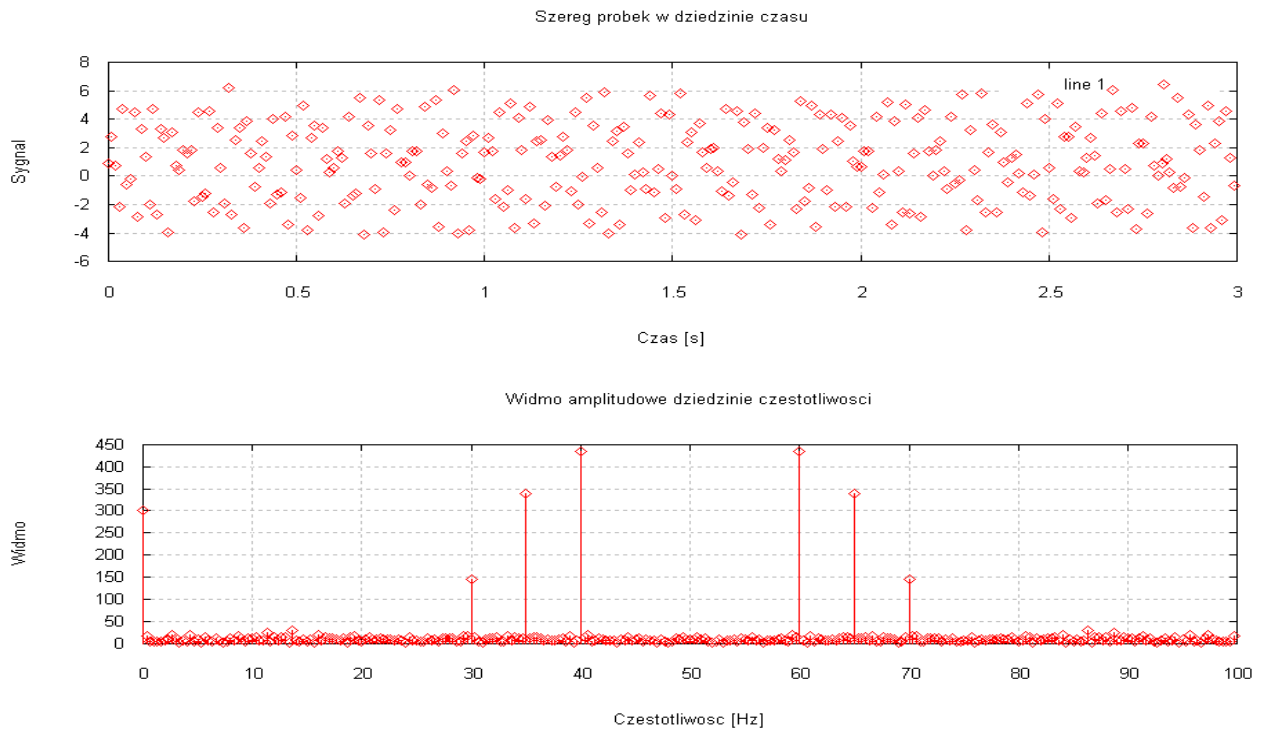 Szereg probek w dziedzinie czasu
8
6
4
2
0
-2
-4
-6
Sygnal
line 1
0 0.5 1 1.5 2 2.5 3
Czas [s]
Widmo amplitudowe dziedzinie czestotliwosci
450
400
350
300
250
200
150
100
50
0
Widmo
0 10 20 30 40 50 60 70 80 90 100
Czestotliwosc [Hz]